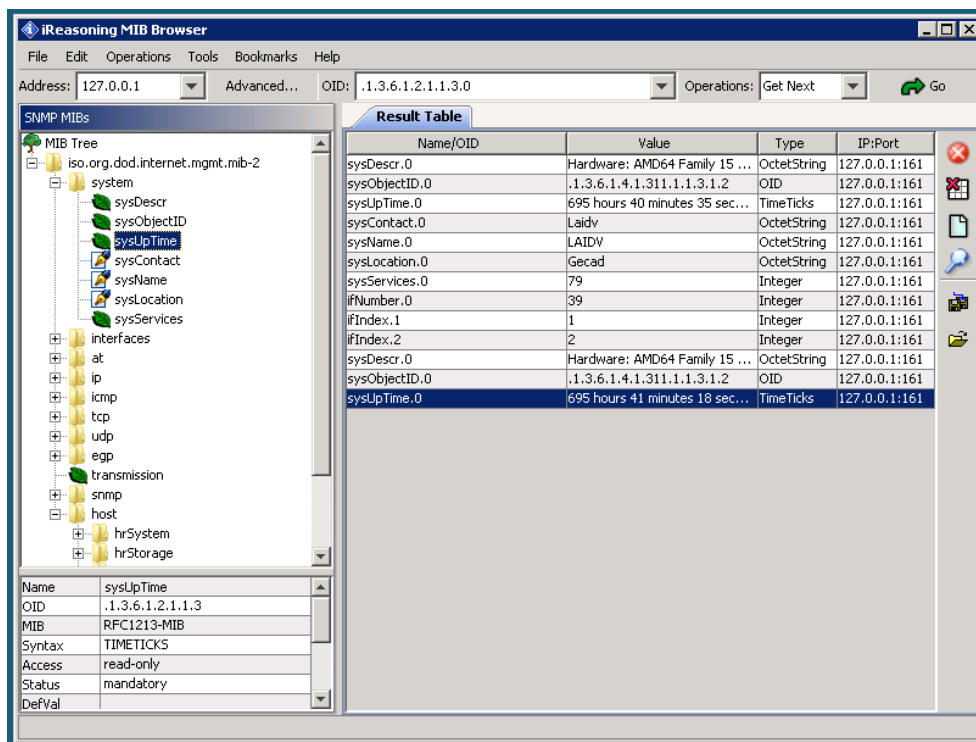 iReasoning MIB Browser
File Edit Operations Tools Bookmarks Help
Address: 127.0.0.1 Advanced... OID: .1.3.6.1.2.1.1.3.0 Operations: Get Next Go
SNMP MIBs
MIB Tree
iso.org.dod.internet.mgmt.mib-2
system
sysDescr
sysObjectID
sysUpTime
sysContact
sysName
sysLocation
sysServices
interfaces
at
ip
icmp
tcp
udp
egp
transmission
snmp
host
hrSystem
hrStorage
Name sysUpTime
OID .1.3.6.1.2.1.1.3
MIB RFC1213-MIB
Syntax TIMETICKS
Access read-only
Status mandatory
DefVal
Result Table
Name/OID Value Type IP:Port
sysDescr.0 Hardware: AMD64 Family 15 ... OctetString 127.0.0.1:161
sysObjectID.0 .1.3.6.1.4.1.311.1.1.3.1.2 OID 127.0.0.1:161
sysUpTime.0 695 hours 40 minutes 35 sec... TimeTicks 127.0.0.1:161
sysContact.0 Laidv OctetString 127.0.0.1:161
sysName.0 LAIDV OctetString 127.0.0.1:161
sysLocation.0 Gecad OctetString 127.0.0.1:161
sysServices.0 79 Integer 127.0.0.1:161
ifNumber.0 39 Integer 127.0.0.1:161
ifIndex.1 1 Integer 127.0.0.1:161
ifIndex.2 2 Integer 127.0.0.1:161
sysDescr.0 Hardware: AMD64 Family 15 ... OctetString 127.0.0.1:161
sysObjectID.0 .1.3.6.1.4.1.311.1.1.3.1.2 OID 127.0.0.1:161
sysUpTime.0 695 hours 41 minutes 18 sec... TimeTicks 127.0.0.1:161